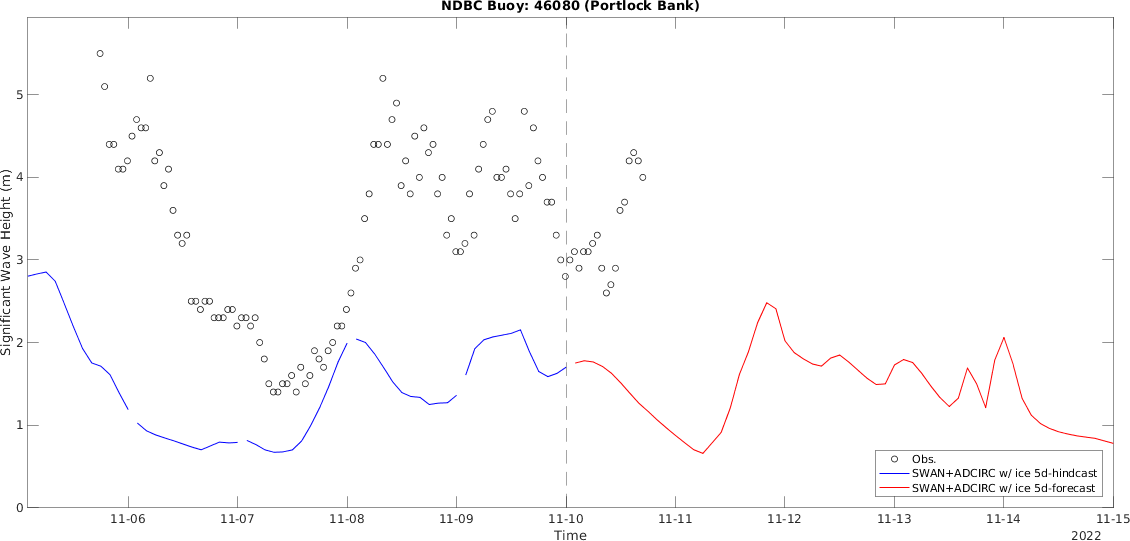 NDBC Buoy: 46080 (Portlock Bank)
Significant Wave Height (m)
5
4
3
2
1
0
Obs.
SWAN+ADCIRC w/ ice 5d-hindcast
SWAN+ADCIRC w/ ice 5d-forecast
11-06 11-07 11-08 11-09 11-10 11-11 11-12 11-13 11-14 11-15
Time
2022